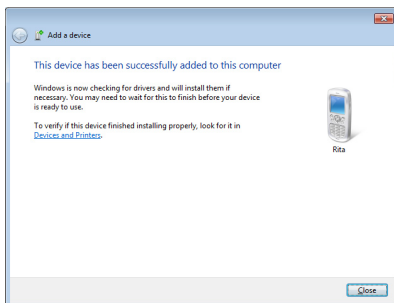 Add a device
This device has been successfully added to this computer
Windows is now checking for drivers and will install them if
necessary. You may need to wait for this to finish before your device
is ready to use.
To verify if this device finished installing properly, look for it in
Devices and Printers.
Rita
Close